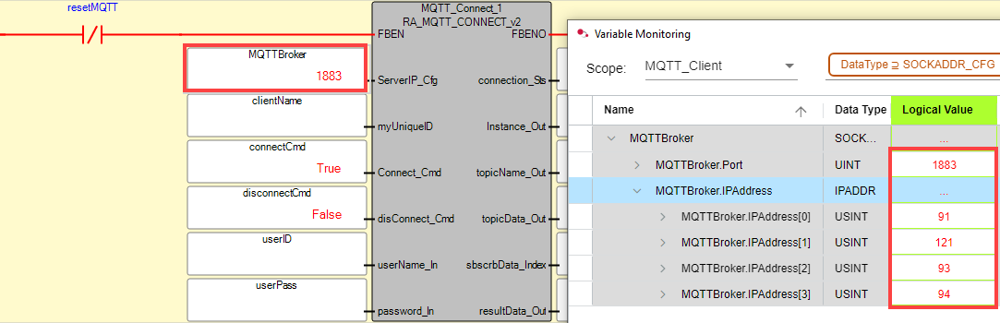 resetMQTT
MQTT_Connect_1
RA_MQTT_CONNECT_v2
FBEN FBENO
MQTTBroker
1883
ServerIP_Cfg connection_Sts
clientName
myUniqueID Instance_Out
connectCmd
True
Connect_Cmd topicName_Out
disconnectCmd
False
disConnect_Cmd topicData_Out
userID
userName_In sbscrbData_Index
userPass
password_In resultData_Out
Variable Monitoring
Scope: MQTT_Client DataType ⊇ SOCKADDR_CFG
Name Data Type Logical Value
MQTTBroker SOCK... ...
MQTTBroker.Port UINT 1883
MQTTBroker.IPAddress IPADDR ...
MQTTBroker.IPAddress[0] USINT 91
MQTTBroker.IPAddress[1] USINT 121
MQTTBroker.IPAddress[2] USINT 93
MQTTBroker.IPAddress[3] USINT 94